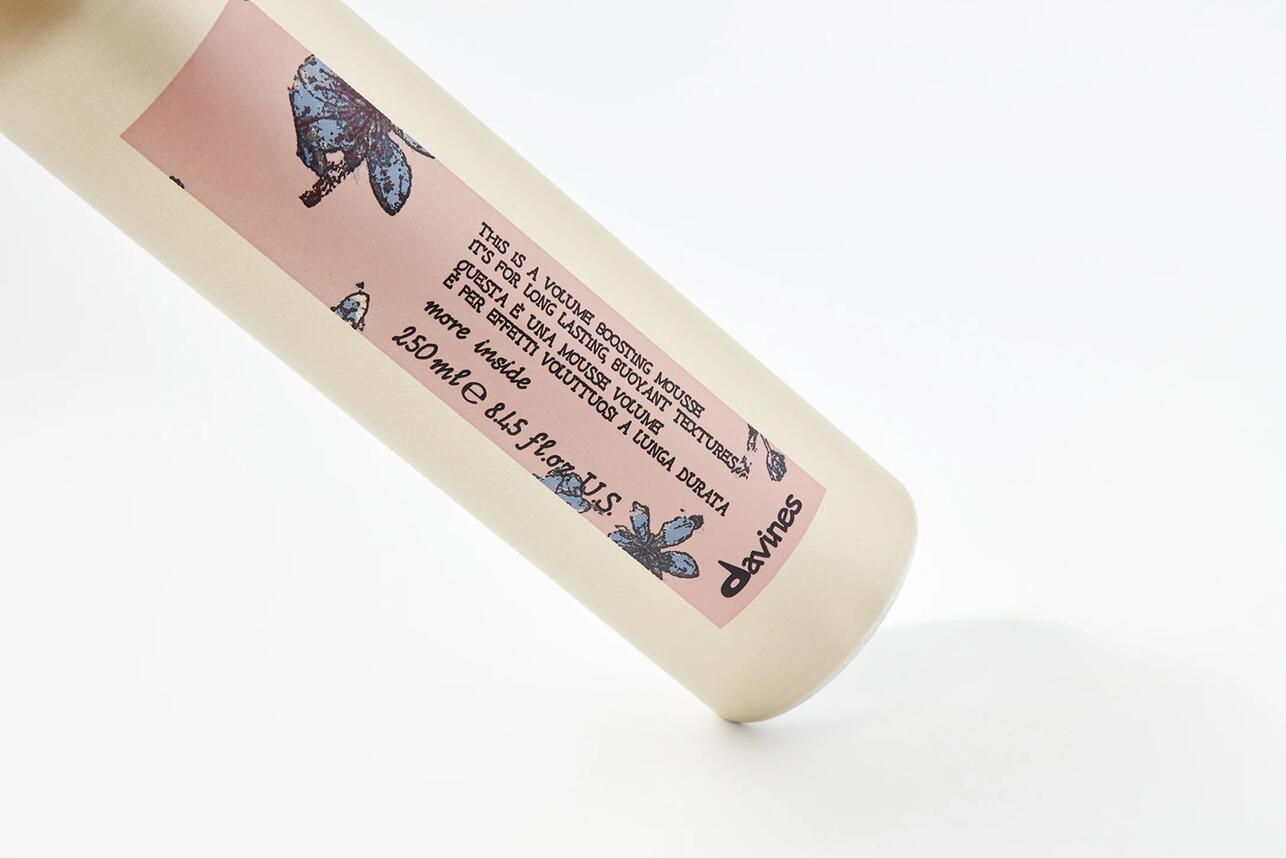 THIS IS A VOLUME BOOSTING MOUSSE
IT'S FOR LONG LASTING, BUOYANT TEXTURES
QUESTA È UNA MOUSSE VOLUME
È PER EFFETTI VOLUTTUOSI A LUNGA DURATA
more inside
250 ml ℮ 8.45 fl.oz U.S.
davines